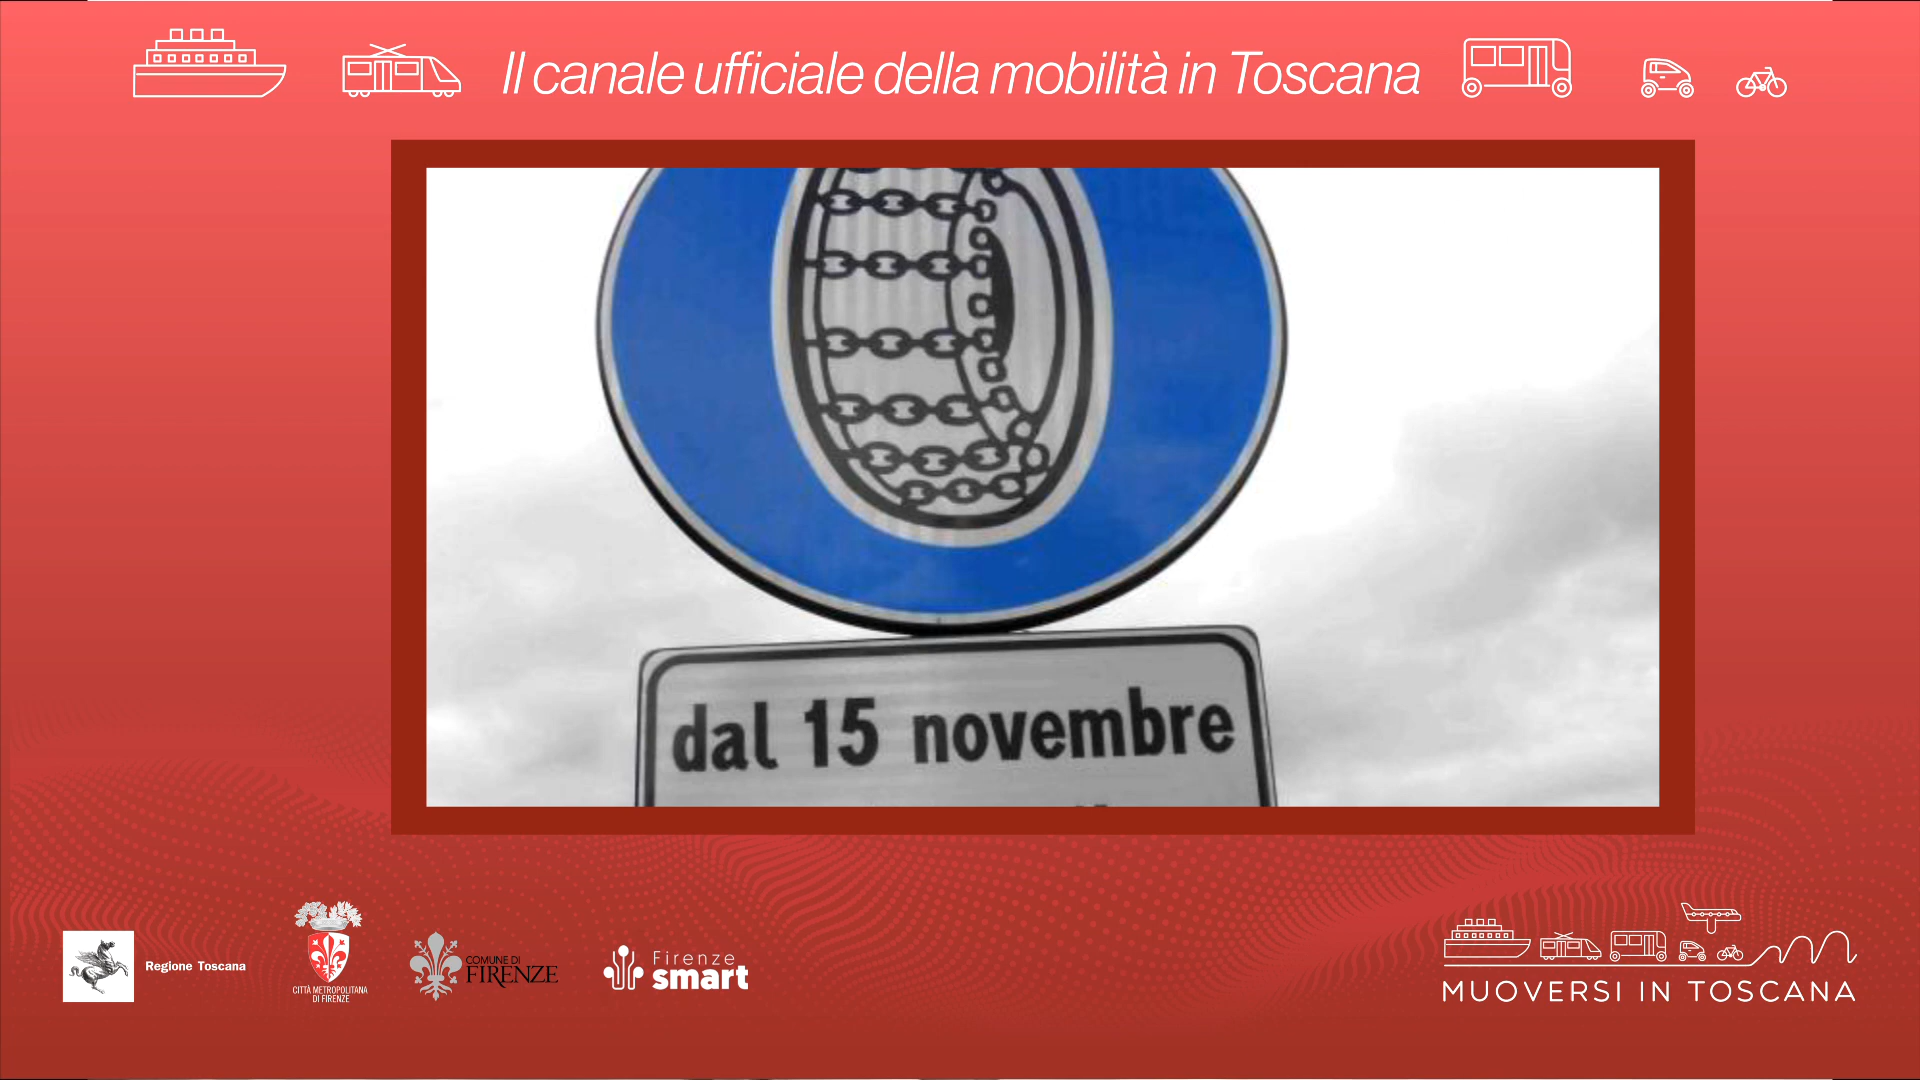 Il canale ufficiale della mobilità in Toscana
dal 15 novembre
Regione Toscana
CITTÀ METROPOLITANA
DI FIRENZE
COMUNE DI
FIRENZE
Firenze
smart
MUOVERSI IN TOSCANA